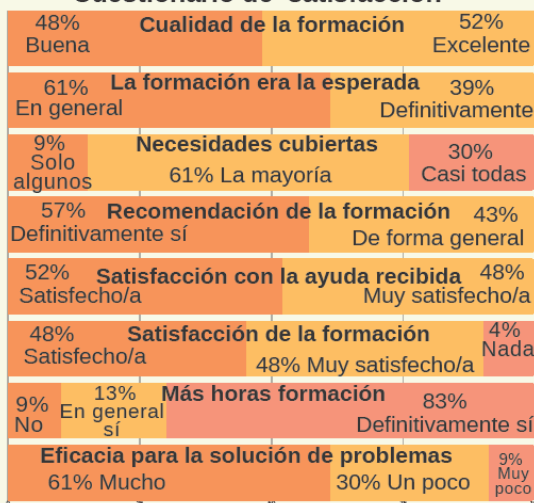 Cuestionario de satisfacción
48% Cualidad de la formación 52%
Buena Excelente
61% La formación era la esperada 39%
En general Definitivamente
9% Necesidades cubiertas 30%
Solo algunos 61% La mayoría Casi todas
57% Recomendación de la formación 43%
Definitivamente sí De forma general
52% Satisfacción con la ayuda recibida 48%
Satisfecho/a Muy satisfecho/a
48% Satisfacción de la formación 4%
Satisfecho/a 48% Muy satisfecho/a Nada
9% 13% Más horas formación 83%
No En general sí Definitivamente sí
Eficacia para la solución de problemas 9%
61% Mucho 30% Un poco Muy poco